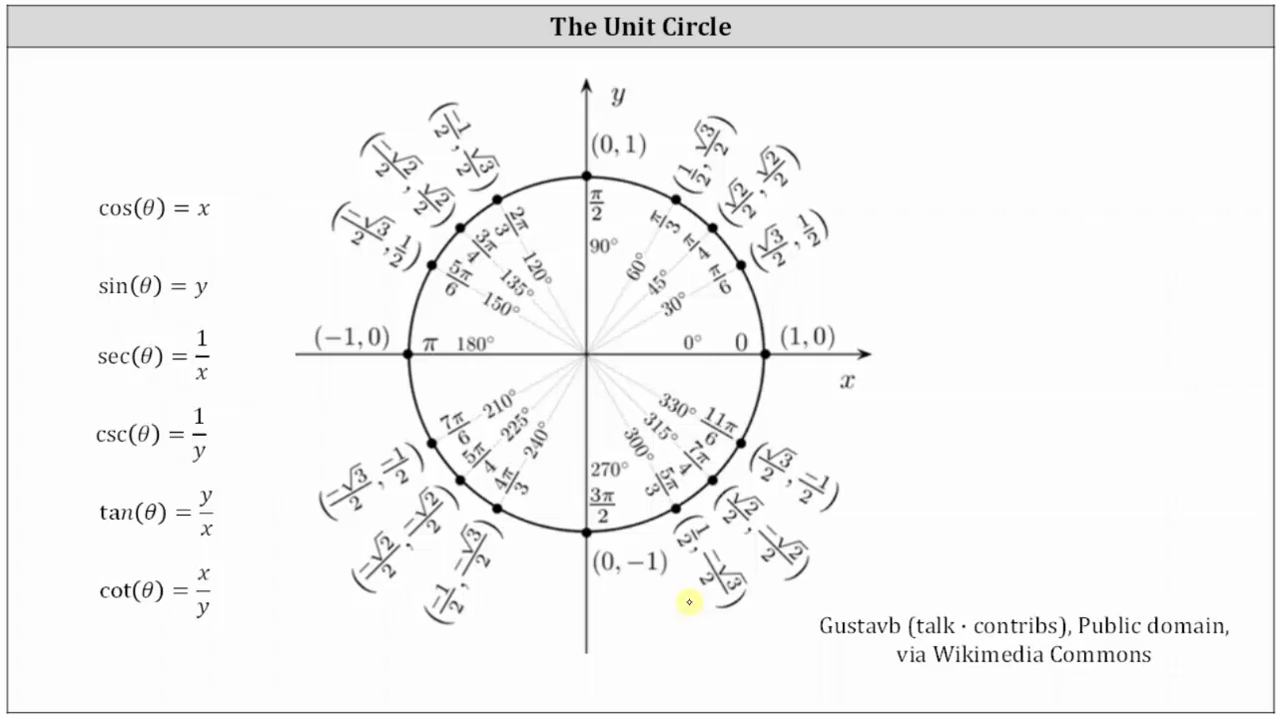 The Unit Circle
cos(θ) = x
sin(θ) = y
sec(θ) = 1/x
csc(θ) = 1/y
tan(θ) = y/x
cot(θ) = x/y
y
x
(0, 1)
π/2
90°
(1/2, √3/2)
π/3
60°
(√2/2, √2/2)
π/4
45°
(√3/2, 1/2)
π/6
30°
(1, 0)
0
0°
(−1/2, √3/2)
2π/3
120°
(−√2/2, √2/2)
3π/4
135°
(−√3/2, 1/2)
5π/6
150°
(−1, 0)
π
180°
(−√3/2, −1/2)
7π/6
210°
(−√2/2, −√2/2)
5π/4
225°
(−1/2, −√3/2)
4π/3
240°
270°
3π/2
(0, −1)
300°
5π/3
(1/2, −√3/2)
315°
7π/4
(√2/2, −√2/2)
330°
11π/6
(√3/2, −1/2)
Gustavb (talk · contribs), Public domain,
via Wikimedia Commons